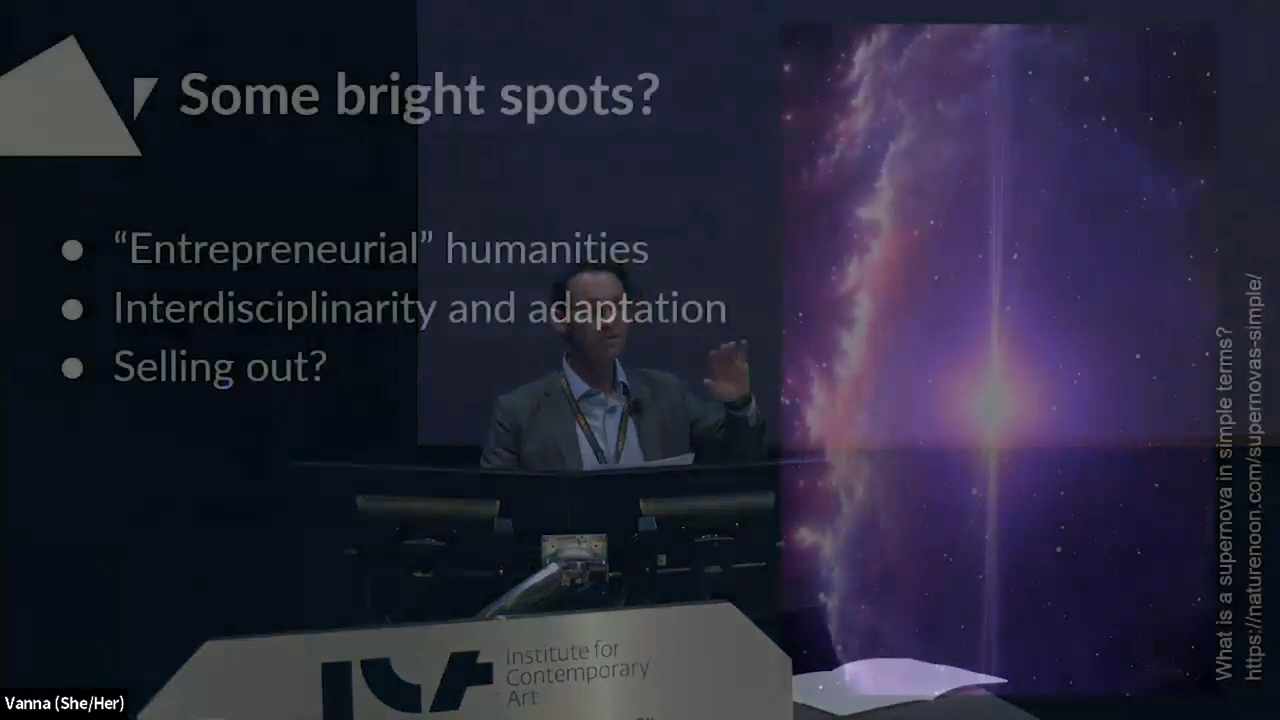 Some bright spots?
● “Entrepreneurial” humanities
● Interdisciplinarity and adaptation
● Selling out?
What is a supernova in simple terms?
https://naturenoon.com/supernovas-simple/
ICA
Institute for
Contemporary
Art
Vanna (She/Her)